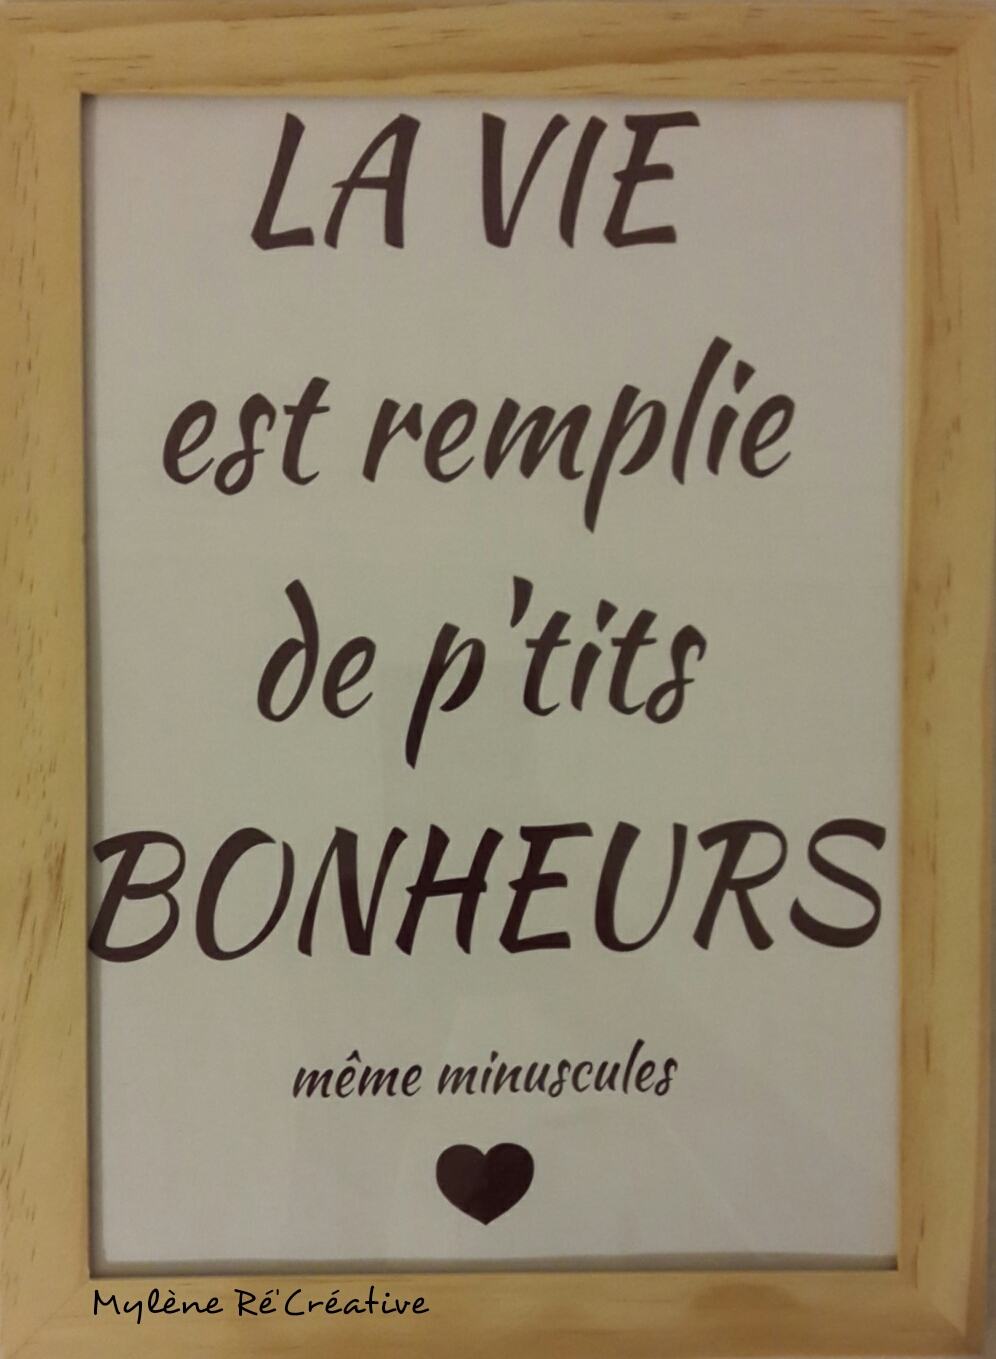 LA VIE
est remplie
de p'tits
BONHEURS
même minuscules
Mylène Ré'Créative